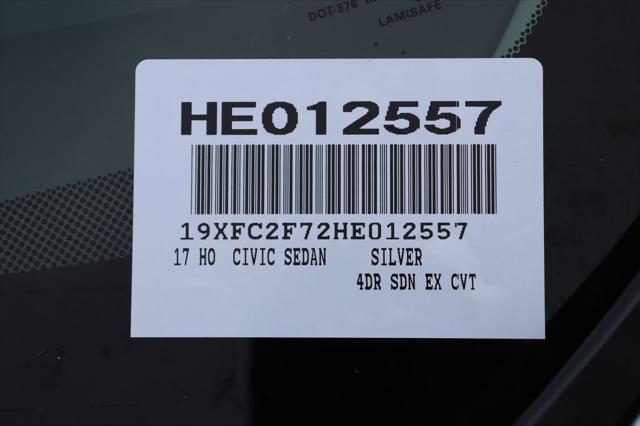 DOT-376
LAMISAFE
HE012557
19XFC2F72HE012557
17 HO CIVIC SEDAN SILVER
4DR SDN EX CVT